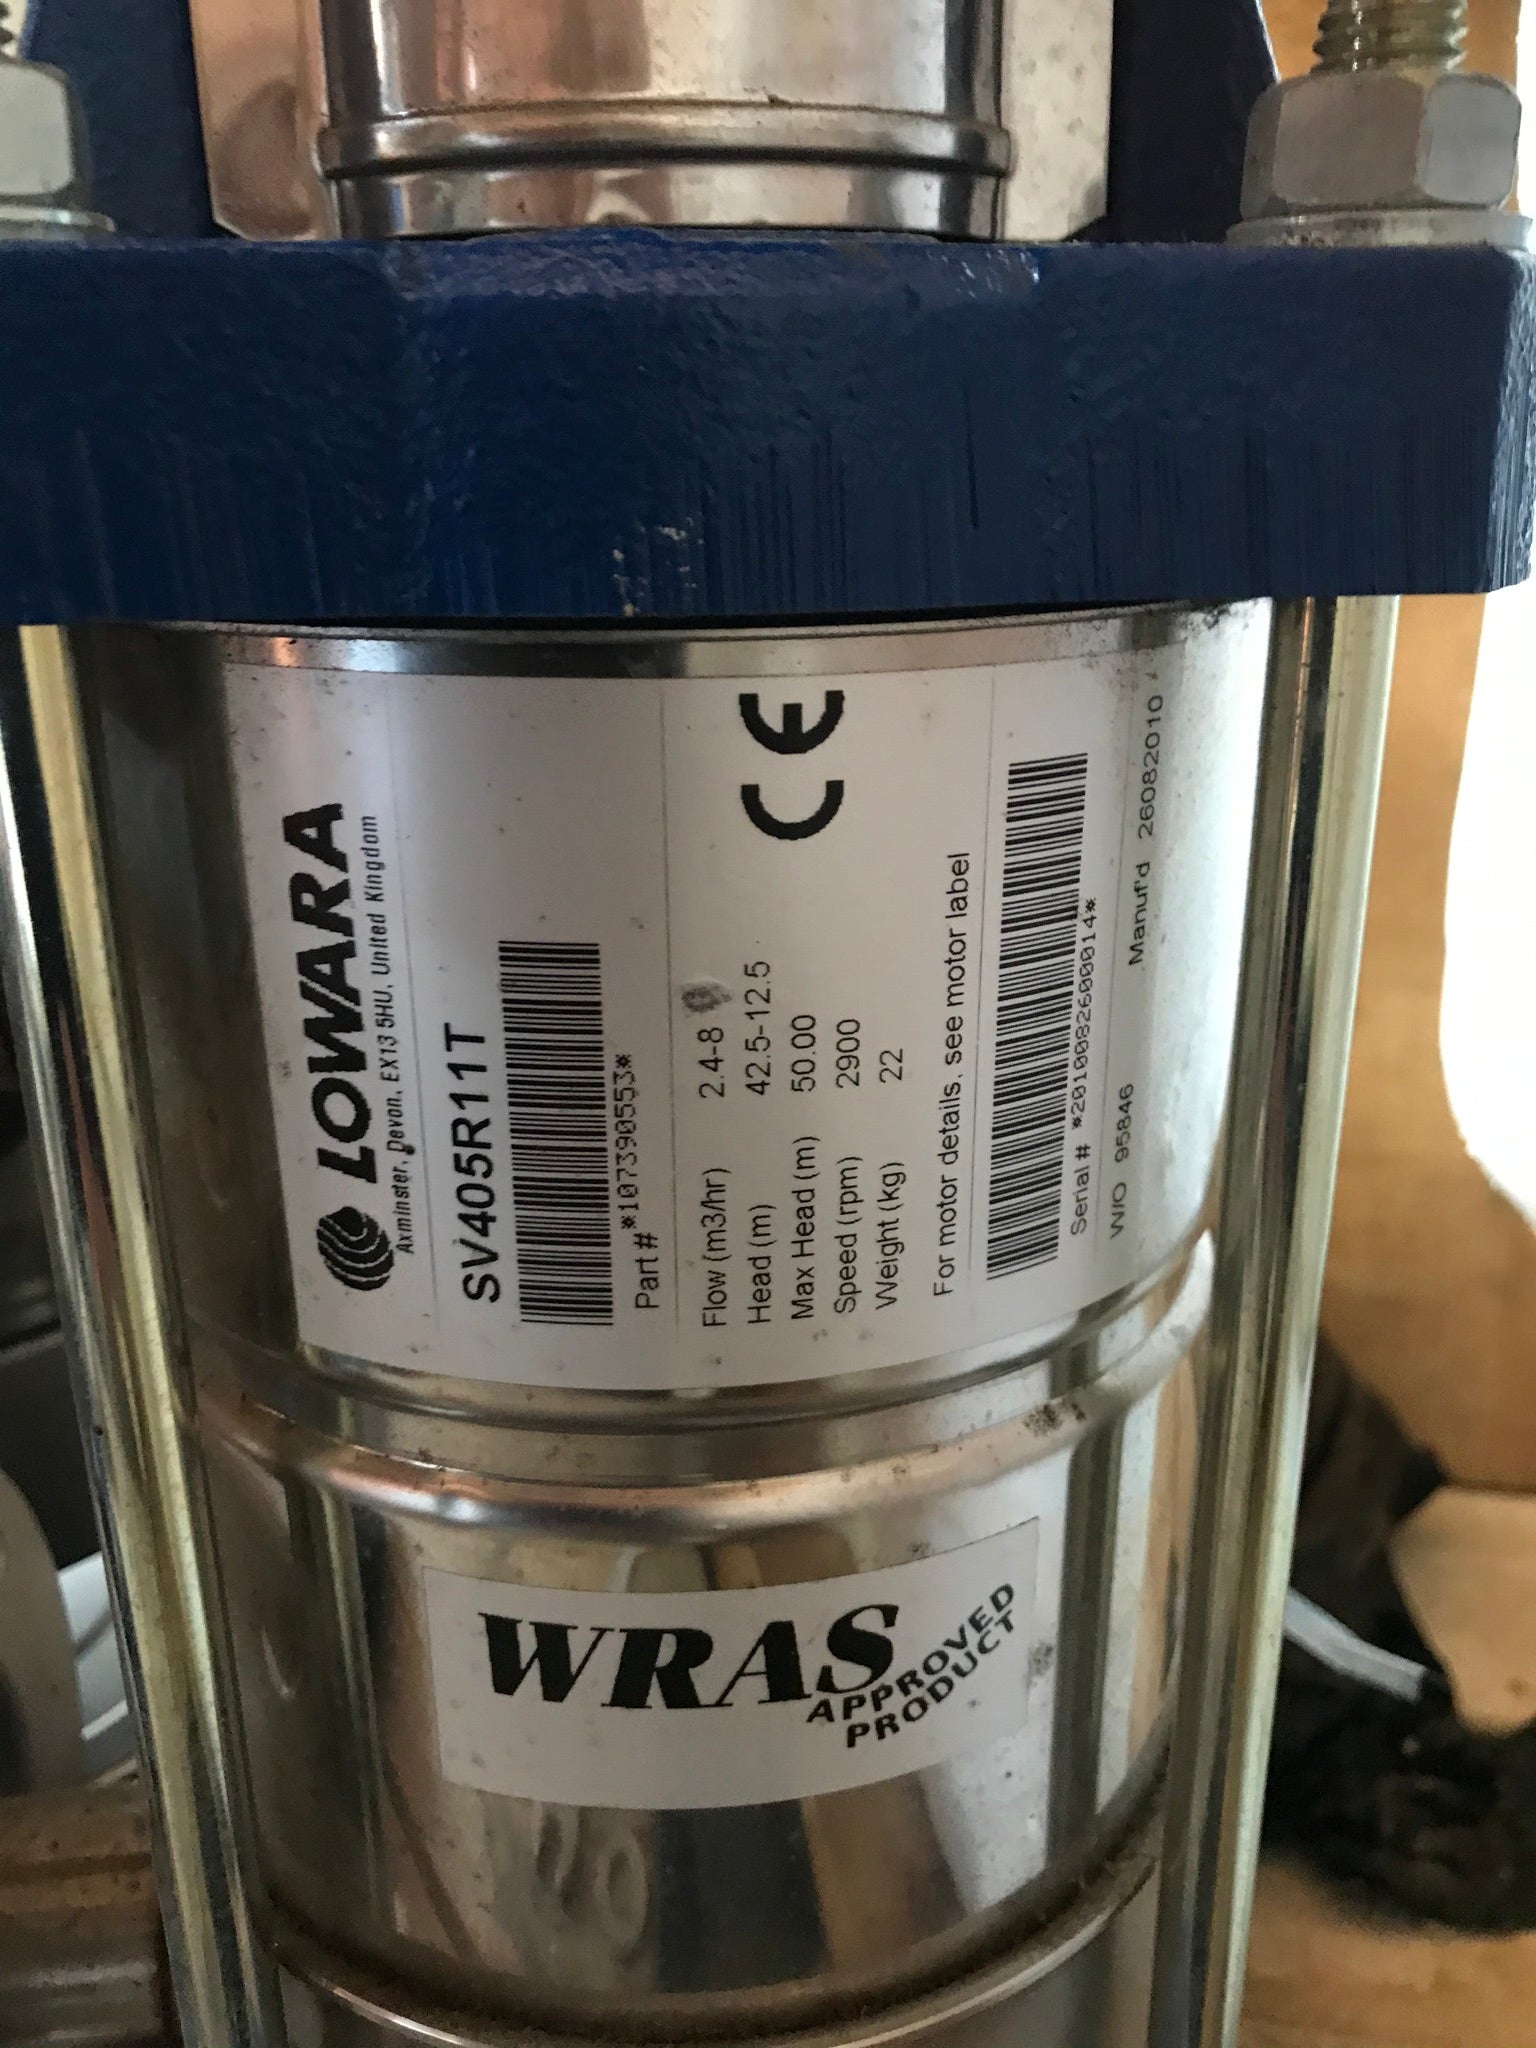 LOWARA
Axminster, Devon, EX13 5HU, United Kingdom
SV405R11T
*107390553*
Part #
Flow (m3/hr) 2.4-8
Head (m) 42.5-12.5
Max Head (m) 50.00
Speed (rpm) 2900
Weight (kg) 22
CE
For motor details, see motor label
Serial # *2010082600014*
W/O 95846 Manuf'd 26082010
WRAS
APPROVED
PRODUCT